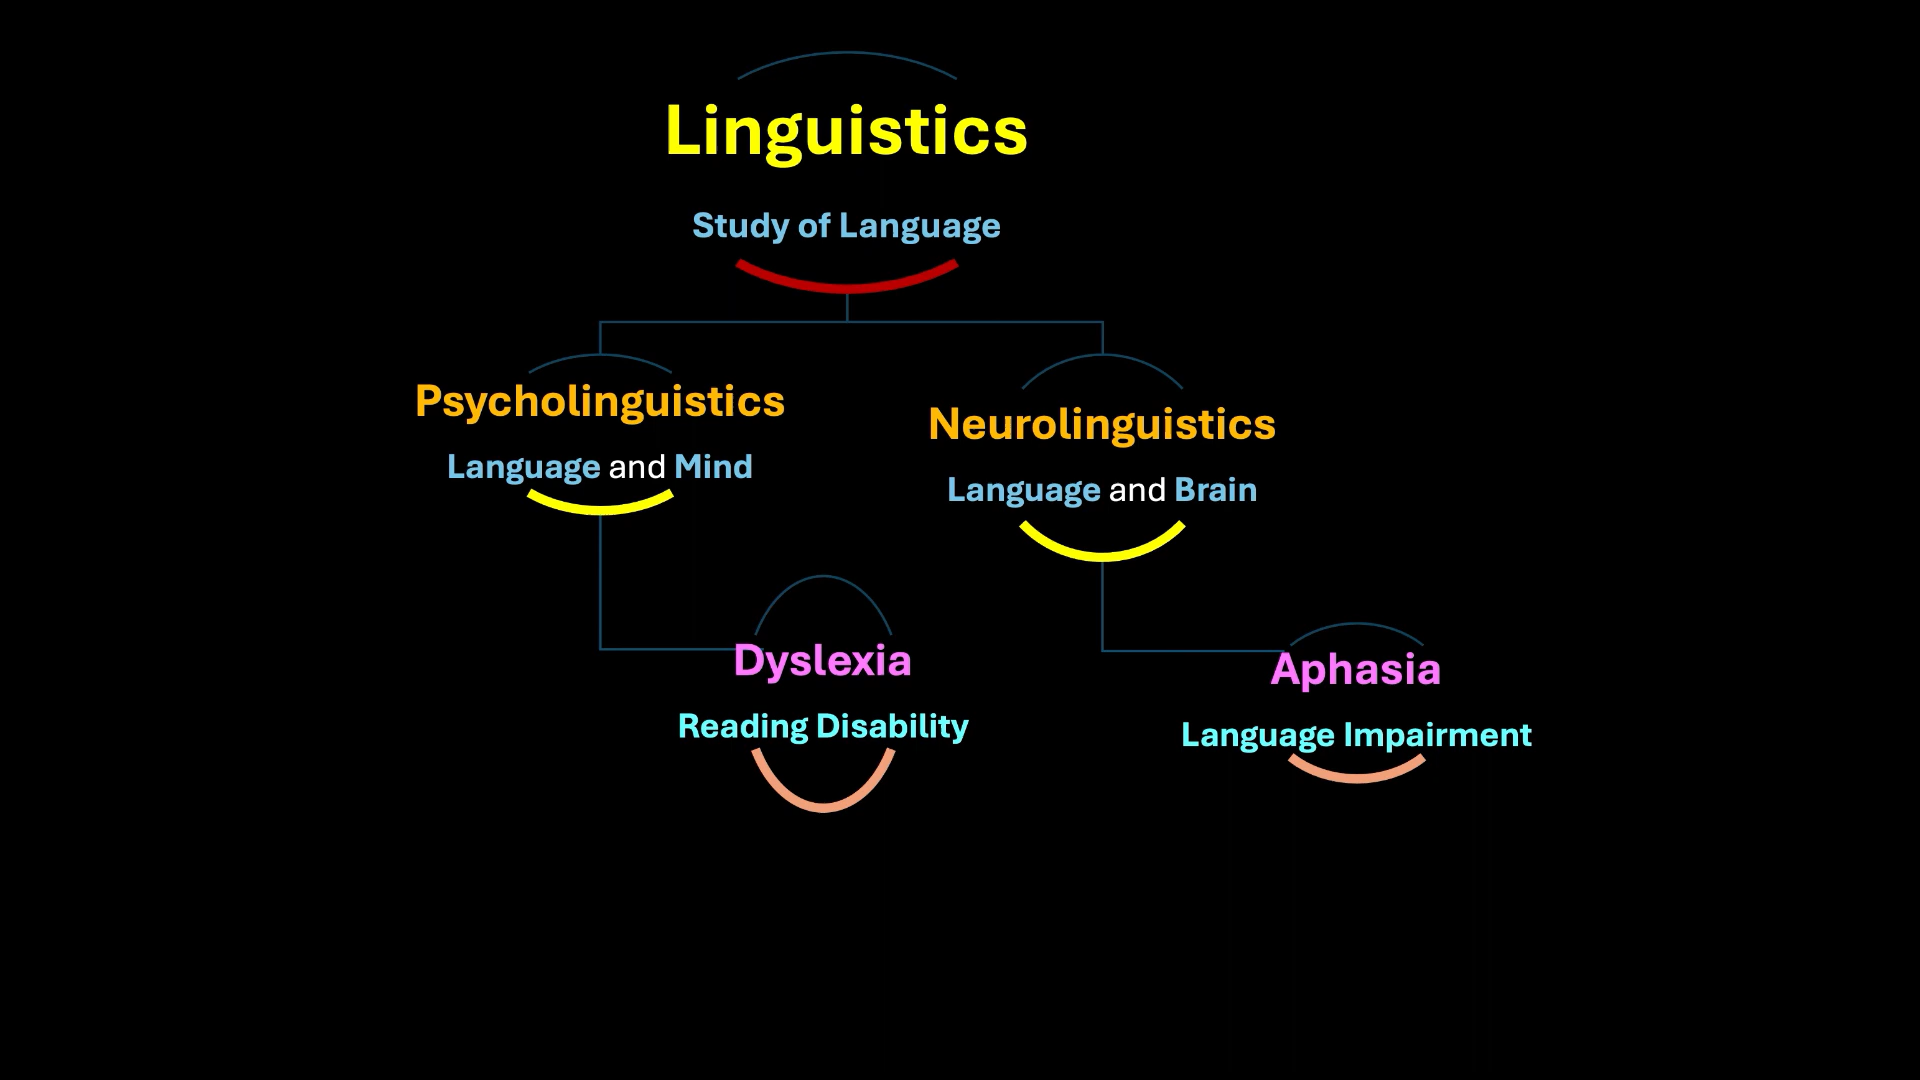 Linguistics
Study of Language
Psycholinguistics
Language and Mind
Neurolinguistics
Language and Brain
Dyslexia
Reading Disability
Aphasia
Language Impairment